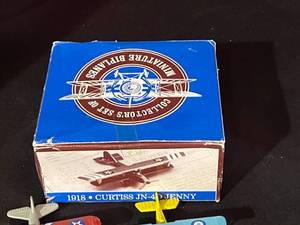 COLLECTOR'S SET OF
MINIATURE BIPLANES
1918 • CURTISS JN-4D JENNY